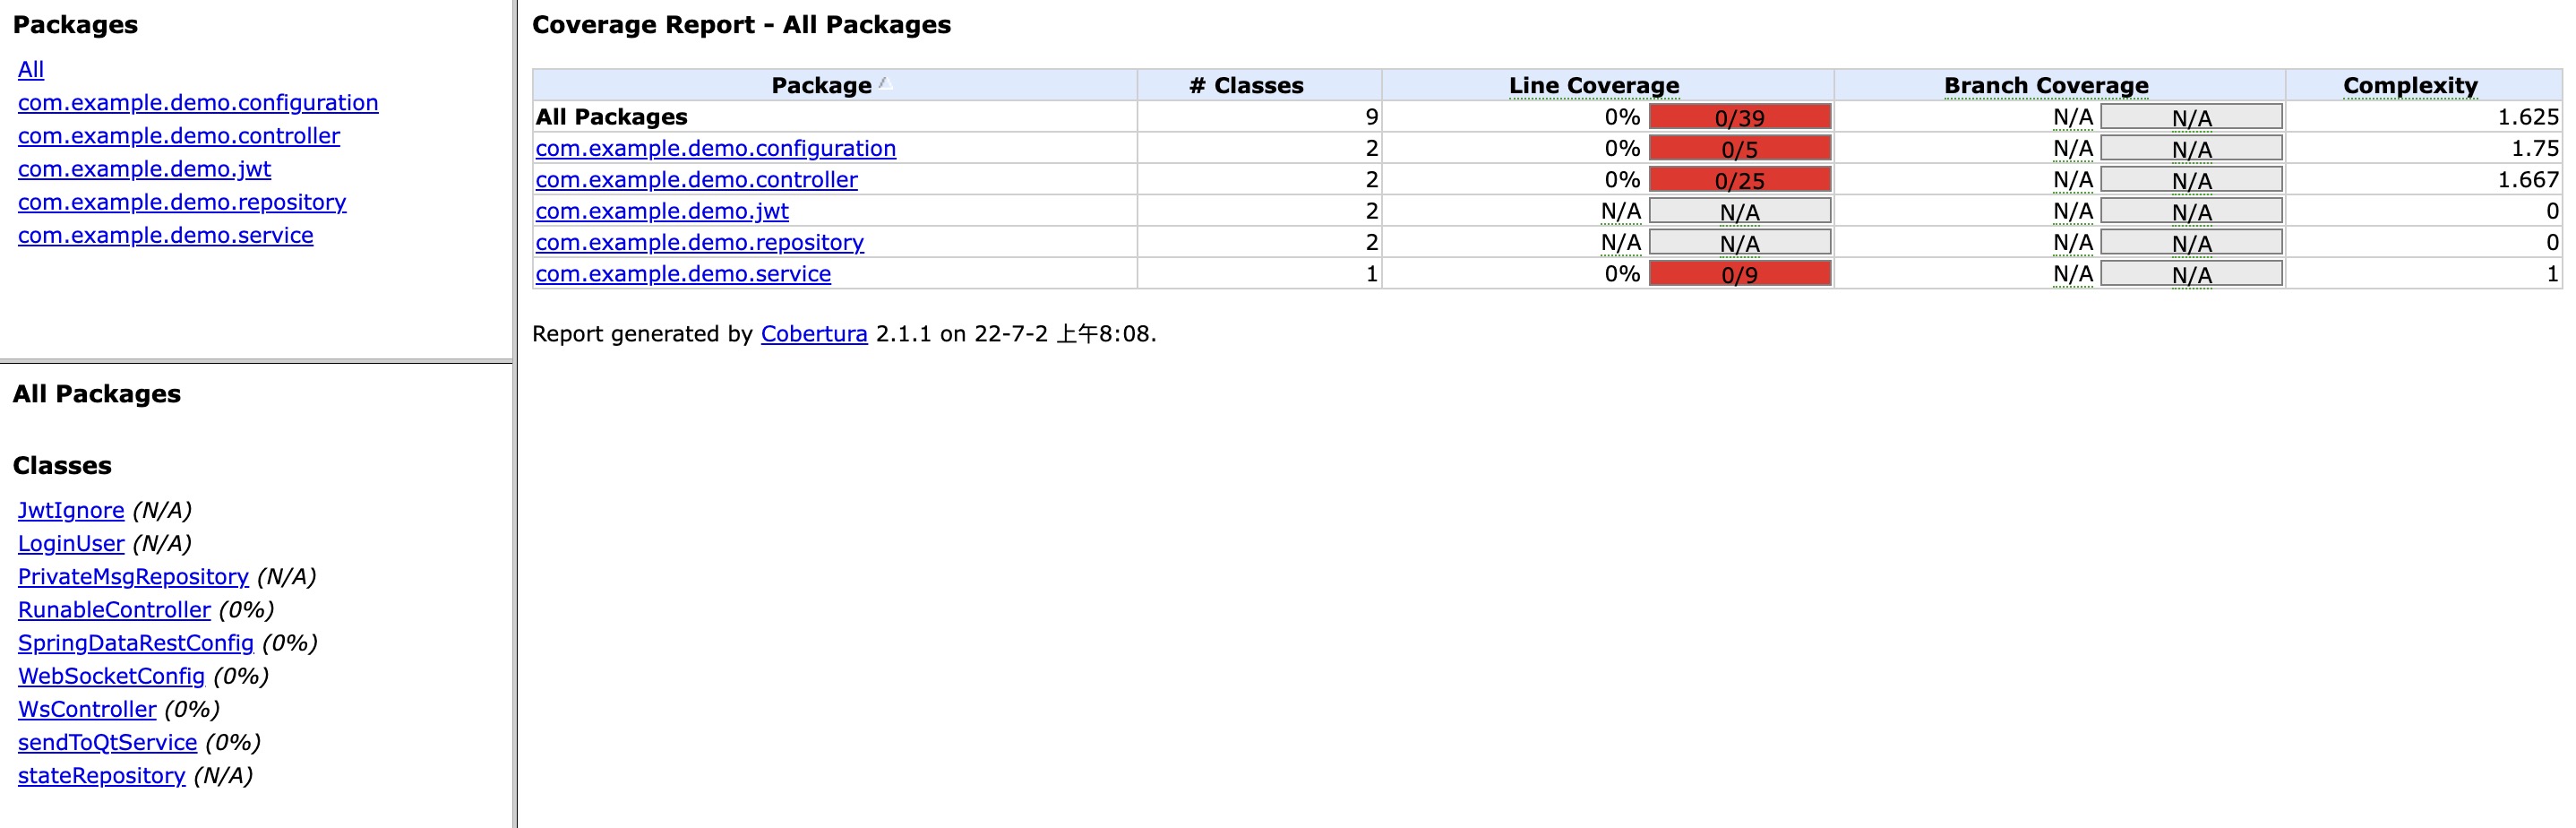 Packages
All
com.example.demo.configuration
com.example.demo.controller
com.example.demo.jwt
com.example.demo.repository
com.example.demo.service
All Packages
Classes
JwtIgnore (N/A)
LoginUser (N/A)
PrivateMsgRepository (N/A)
RunableController (0%)
SpringDataRestConfig (0%)
WebSocketConfig (0%)
WsController (0%)
sendToQtService (0%)
stateRepository (N/A)
Coverage Report - All Packages
Package # Classes Line Coverage Branch Coverage Complexity
All Packages 9 0% 0/39 N/A N/A 1.625
com.example.demo.configuration 2 0% 0/5 N/A N/A 1.75
com.example.demo.controller 2 0% 0/25 N/A N/A 1.667
com.example.demo.jwt 2 N/A N/A N/A N/A 0
com.example.demo.repository 2 N/A N/A N/A N/A 0
com.example.demo.service 1 0% 0/9 N/A N/A 1
Report generated by Cobertura 2.1.1 on 22-7-2 上午8:08.